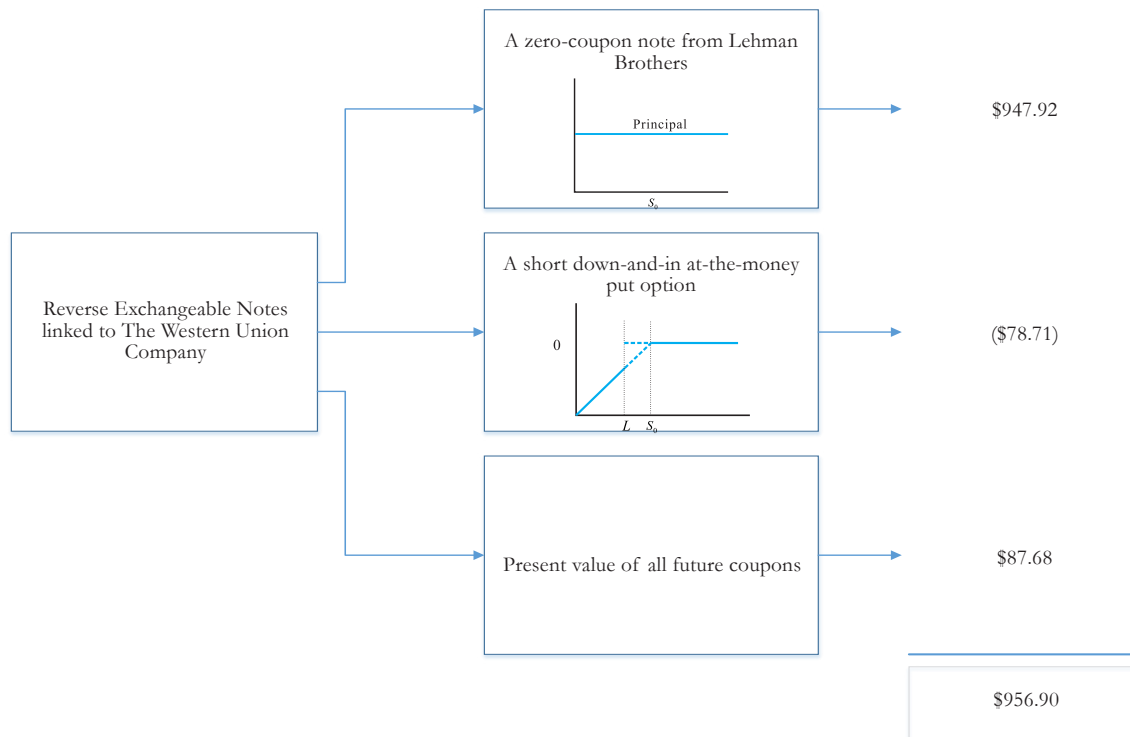 A zero-coupon note from Lehman
Brothers
Principal
S₀
$947.92
Reverse Exchangeable Notes
linked to The Western Union
Company
A short down-and-in at-the-money
put option
0
L S₀
($78.71)
Present value of all future coupons
$87.68
$956.90